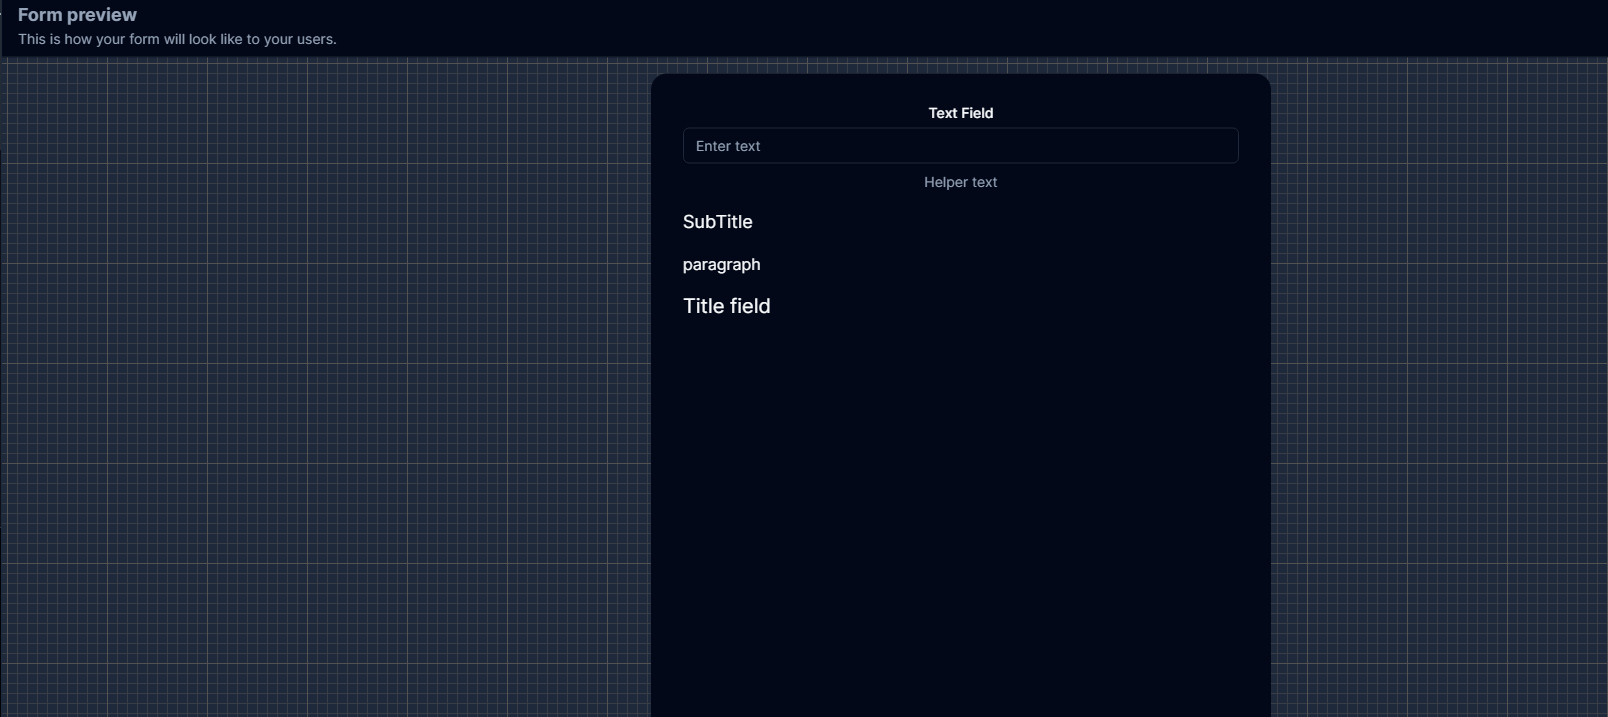 Form preview
This is how your form will look like to your users.
Text Field
Enter text
Helper text
SubTitle
paragraph
Title field